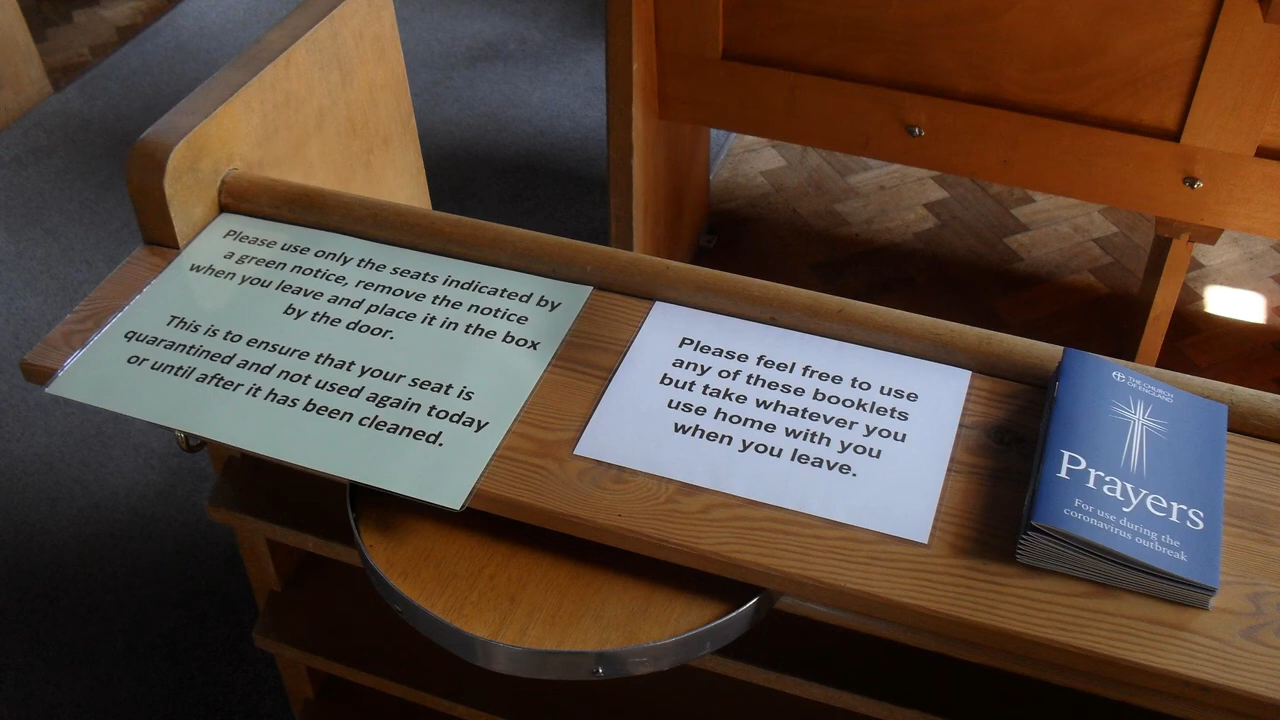 Please use only the seats indicated by
a green notice, remove the notice
when you leave and place it in the box
by the door.
This is to ensure that your seat is
quarantined and not used again today
or until after it has been cleaned.
Please feel free to use
any of these booklets
but take whatever you
use home with you
when you leave.
THE CHURCH
OF ENGLAND
Prayers
For use during the
coronavirus outbreak